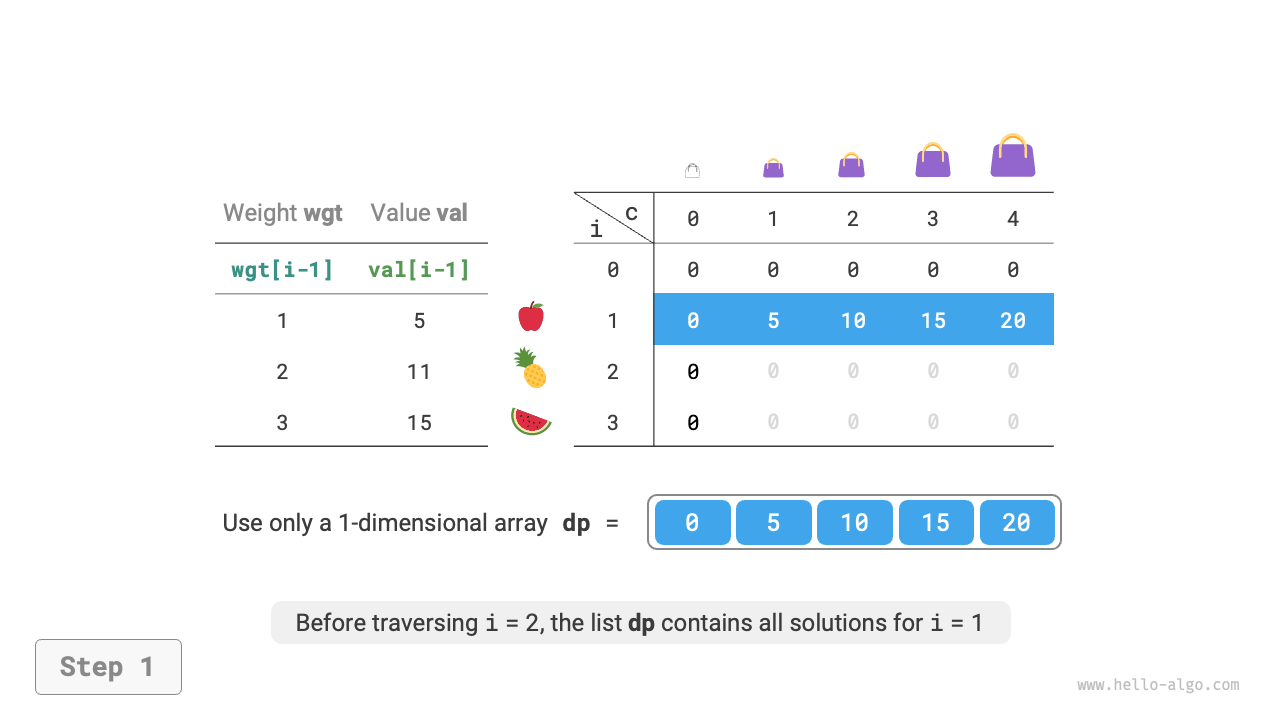 Weight wgt Value val
wgt[i-1] val[i-1]
1 5
2 11
3 15
i c 0 1 2 3 4
0 0 0 0 0 0
1 0 5 10 15 20
2 0 0 0 0 0
3 0 0 0 0 0
Use only a 1-dimensional array dp = 0 5 10 15 20
Before traversing i = 2, the list dp contains all solutions for i = 1
Step 1
www.hello-algo.com